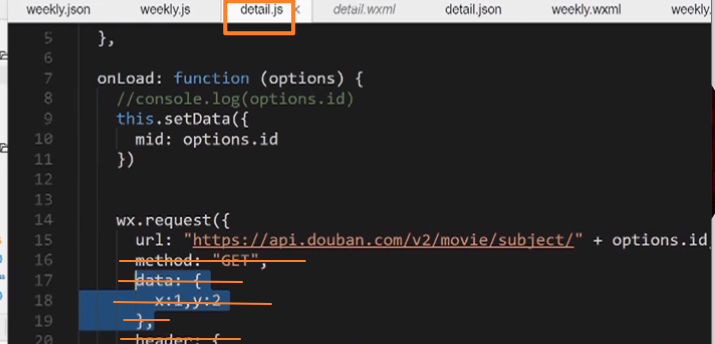 weekly.json weekly.js detail.js detail.wxml detail.json weekly.wxml weekly.
5 },
6
7 onLoad: function (options) {
8 //console.log(options.id)
9 this.setData({
10 mid: options.id
11 })
12
13
14 wx.request({
15 url: "https://api.douban.com/v2/movie/subject/" + options.id
16 method: "GET",
17 data: {
18 x:1,y:2
19 },
20 header: {